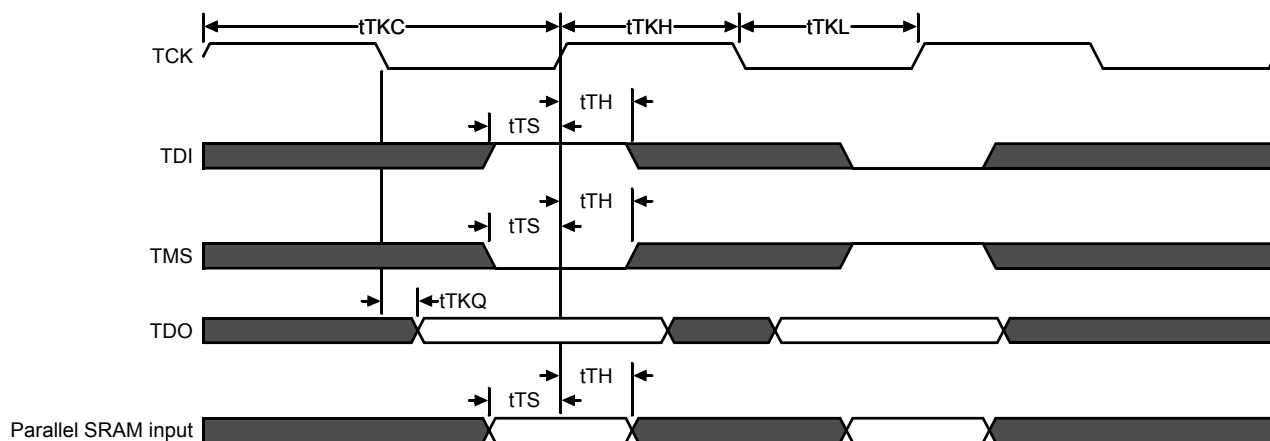 tTKC
tTKH
tTKL
TCK
tTH
tTS
TDI
tTH
tTS
TMS
tTKQ
TDO
tTH
tTS
Parallel SRAM input